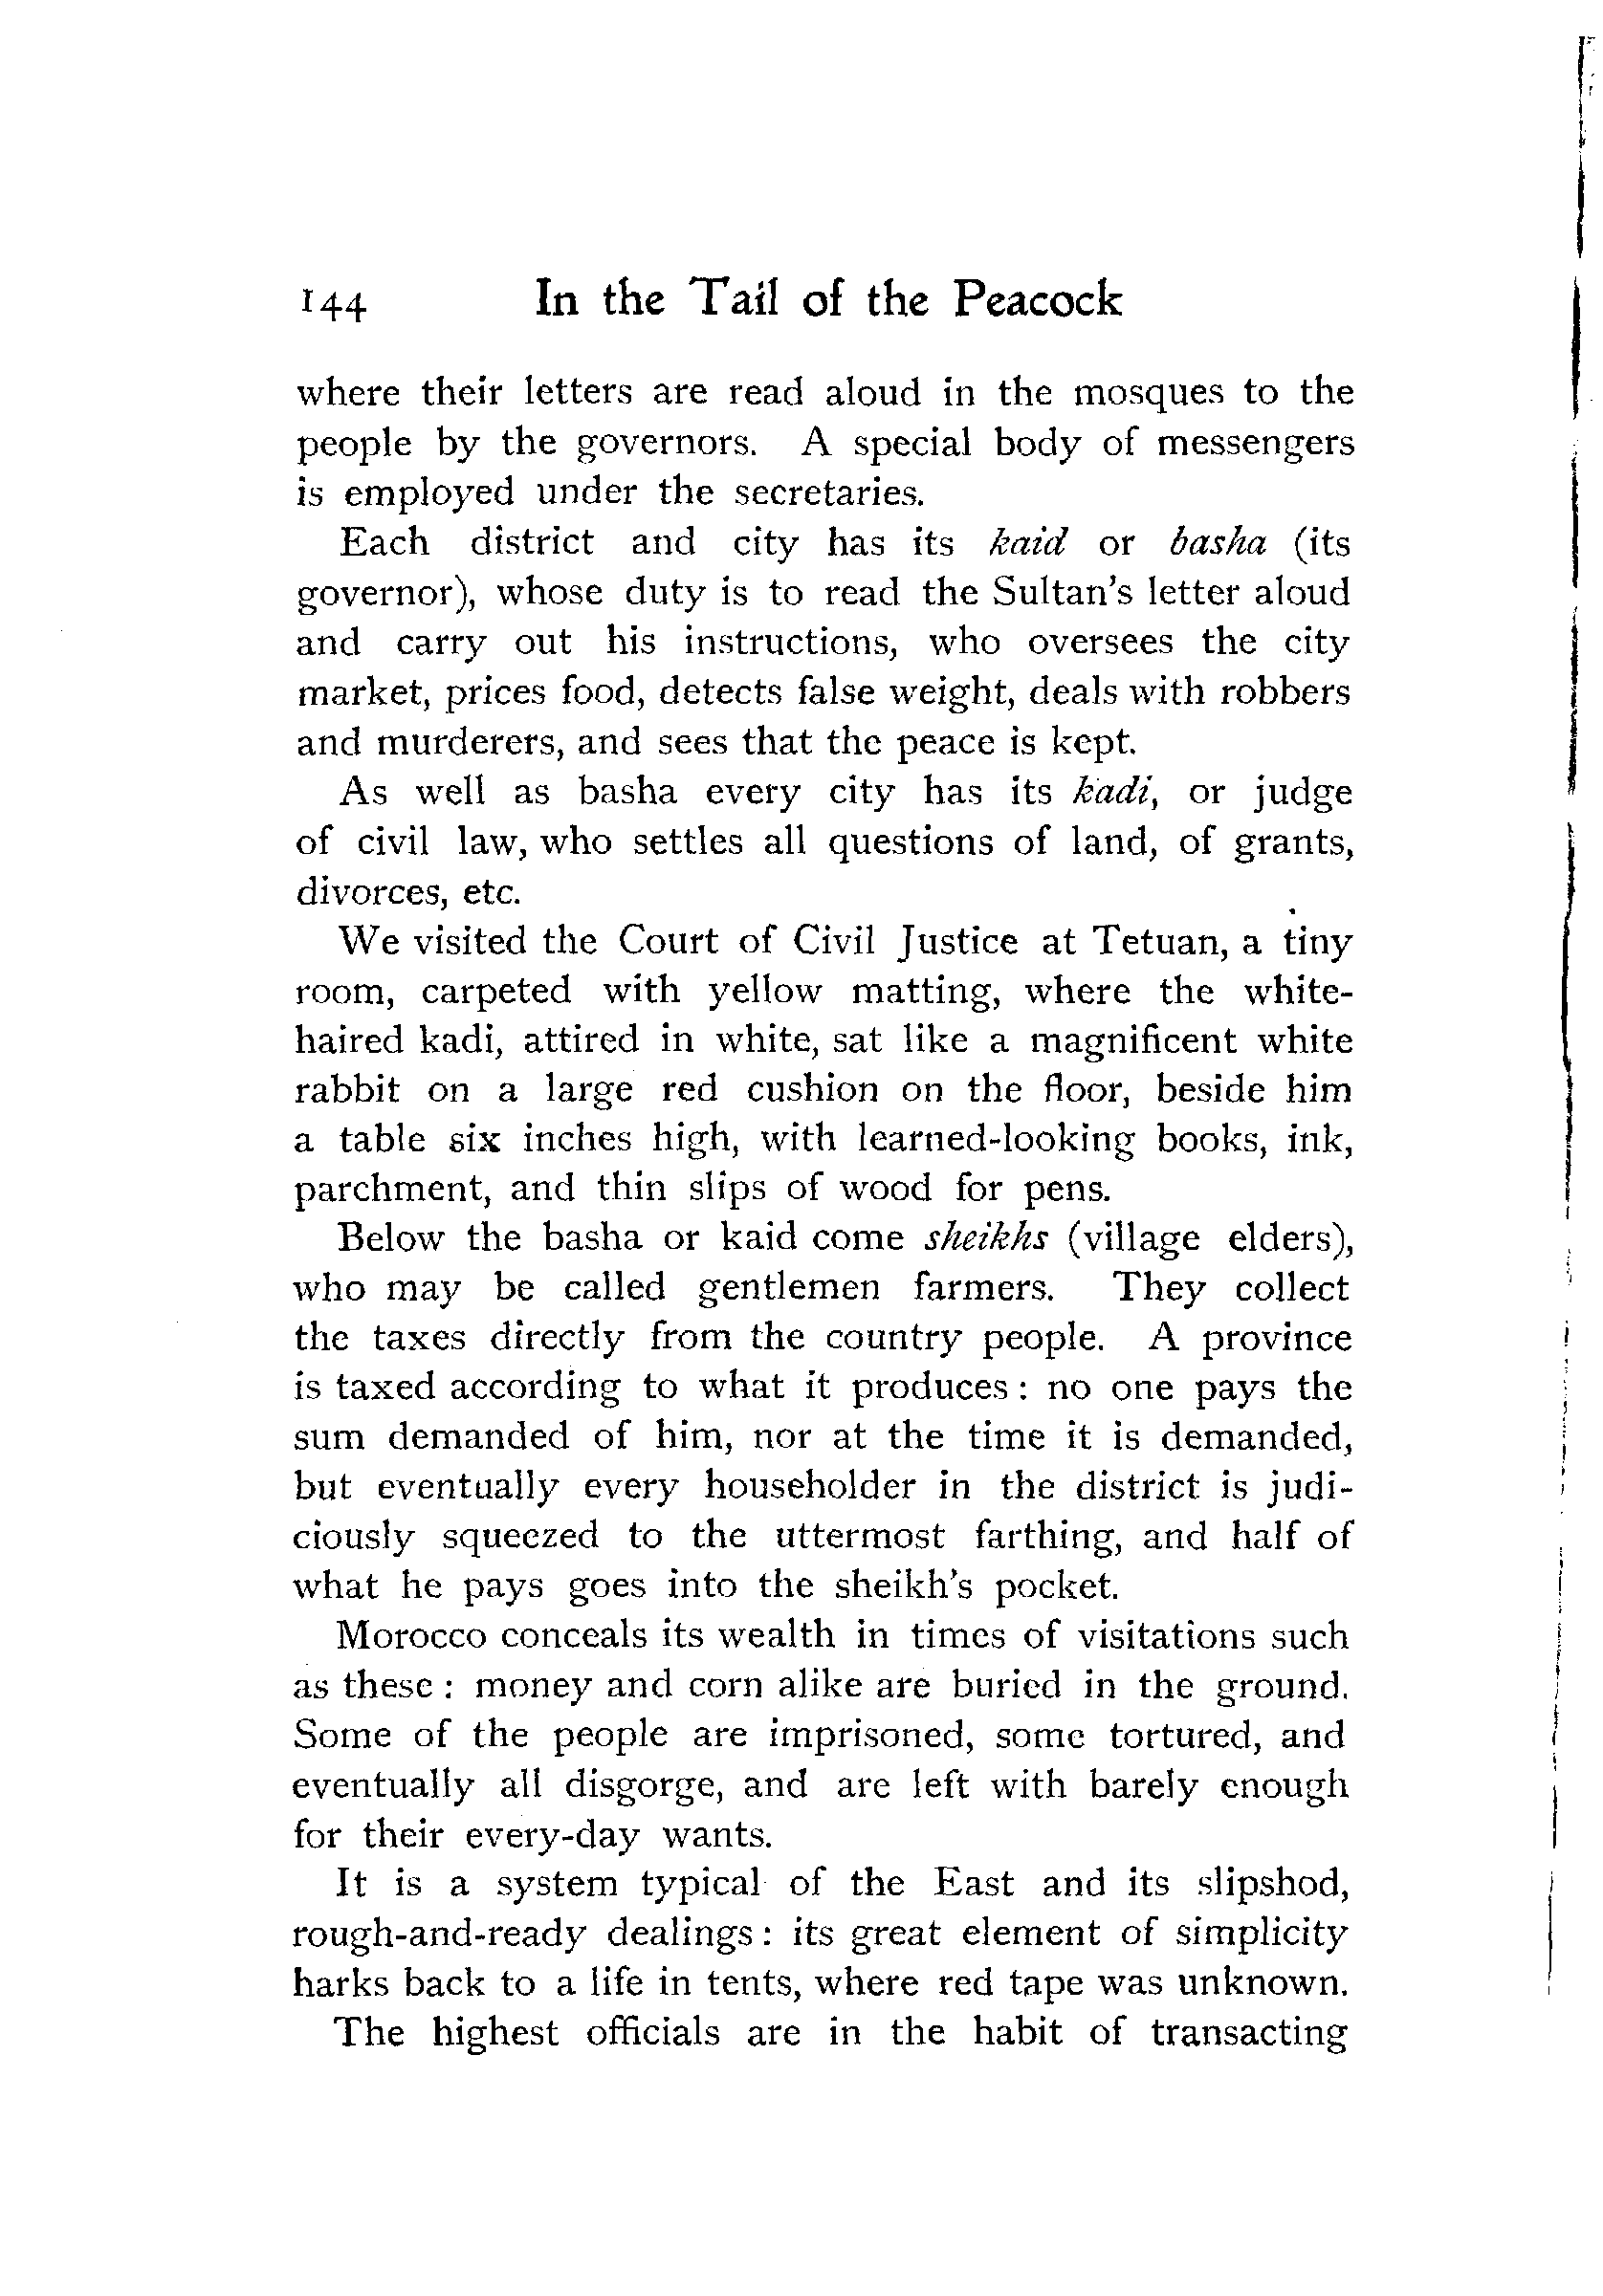 144 In the Tail of the Peacock
where their letters are read aloud in the mosques to the
people by the governors. A special body of messengers
is employed under the secretaries.
Each district and city has its kaid or basha (its
governor), whose duty is to read the Sultan's letter aloud
and carry out his instructions, who oversees the city
market, prices food, detects false weight, deals with robbers
and murderers, and sees that the peace is kept.
As well as basha every city has its kadi, or judge
of civil law, who settles all questions of land, of grants,
divorces, etc.
We visited the Court of Civil Justice at Tetuan, a tiny
room, carpeted with yellow matting, where the white-
haired kadi, attired in white, sat like a magnificent white
rabbit on a large red cushion on the floor, beside him
a table six inches high, with learned-looking books, ink,
parchment, and thin slips of wood for pens.
Below the basha or kaid come sheikhs (village elders),
who may be called gentlemen farmers. They collect
the taxes directly from the country people. A province
is taxed according to what it produces: no one pays the
sum demanded of him, nor at the time it is demanded,
but eventually every householder in the district is judi-
ciously squeezed to the uttermost farthing, and half of
what he pays goes into the sheikh's pocket.
Morocco conceals its wealth in times of visitations such
as these: money and corn alike are buried in the ground.
Some of the people are imprisoned, some tortured, and
eventually all disgorge, and are left with barely enough
for their every-day wants.
It is a system typical of the East and its slipshod,
rough-and-ready dealings: its great element of simplicity
harks back to a life in tents, where red tape was unknown.
The highest officials are in the habit of transacting